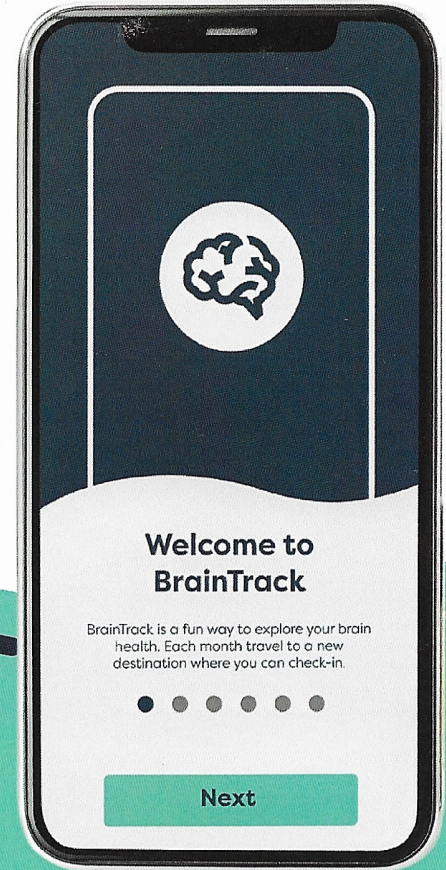 Welcome to
BrainTrack
BrainTrack is a fun way to explore your brain
health. Each month travel to a new
destination where you can check-in.
Next